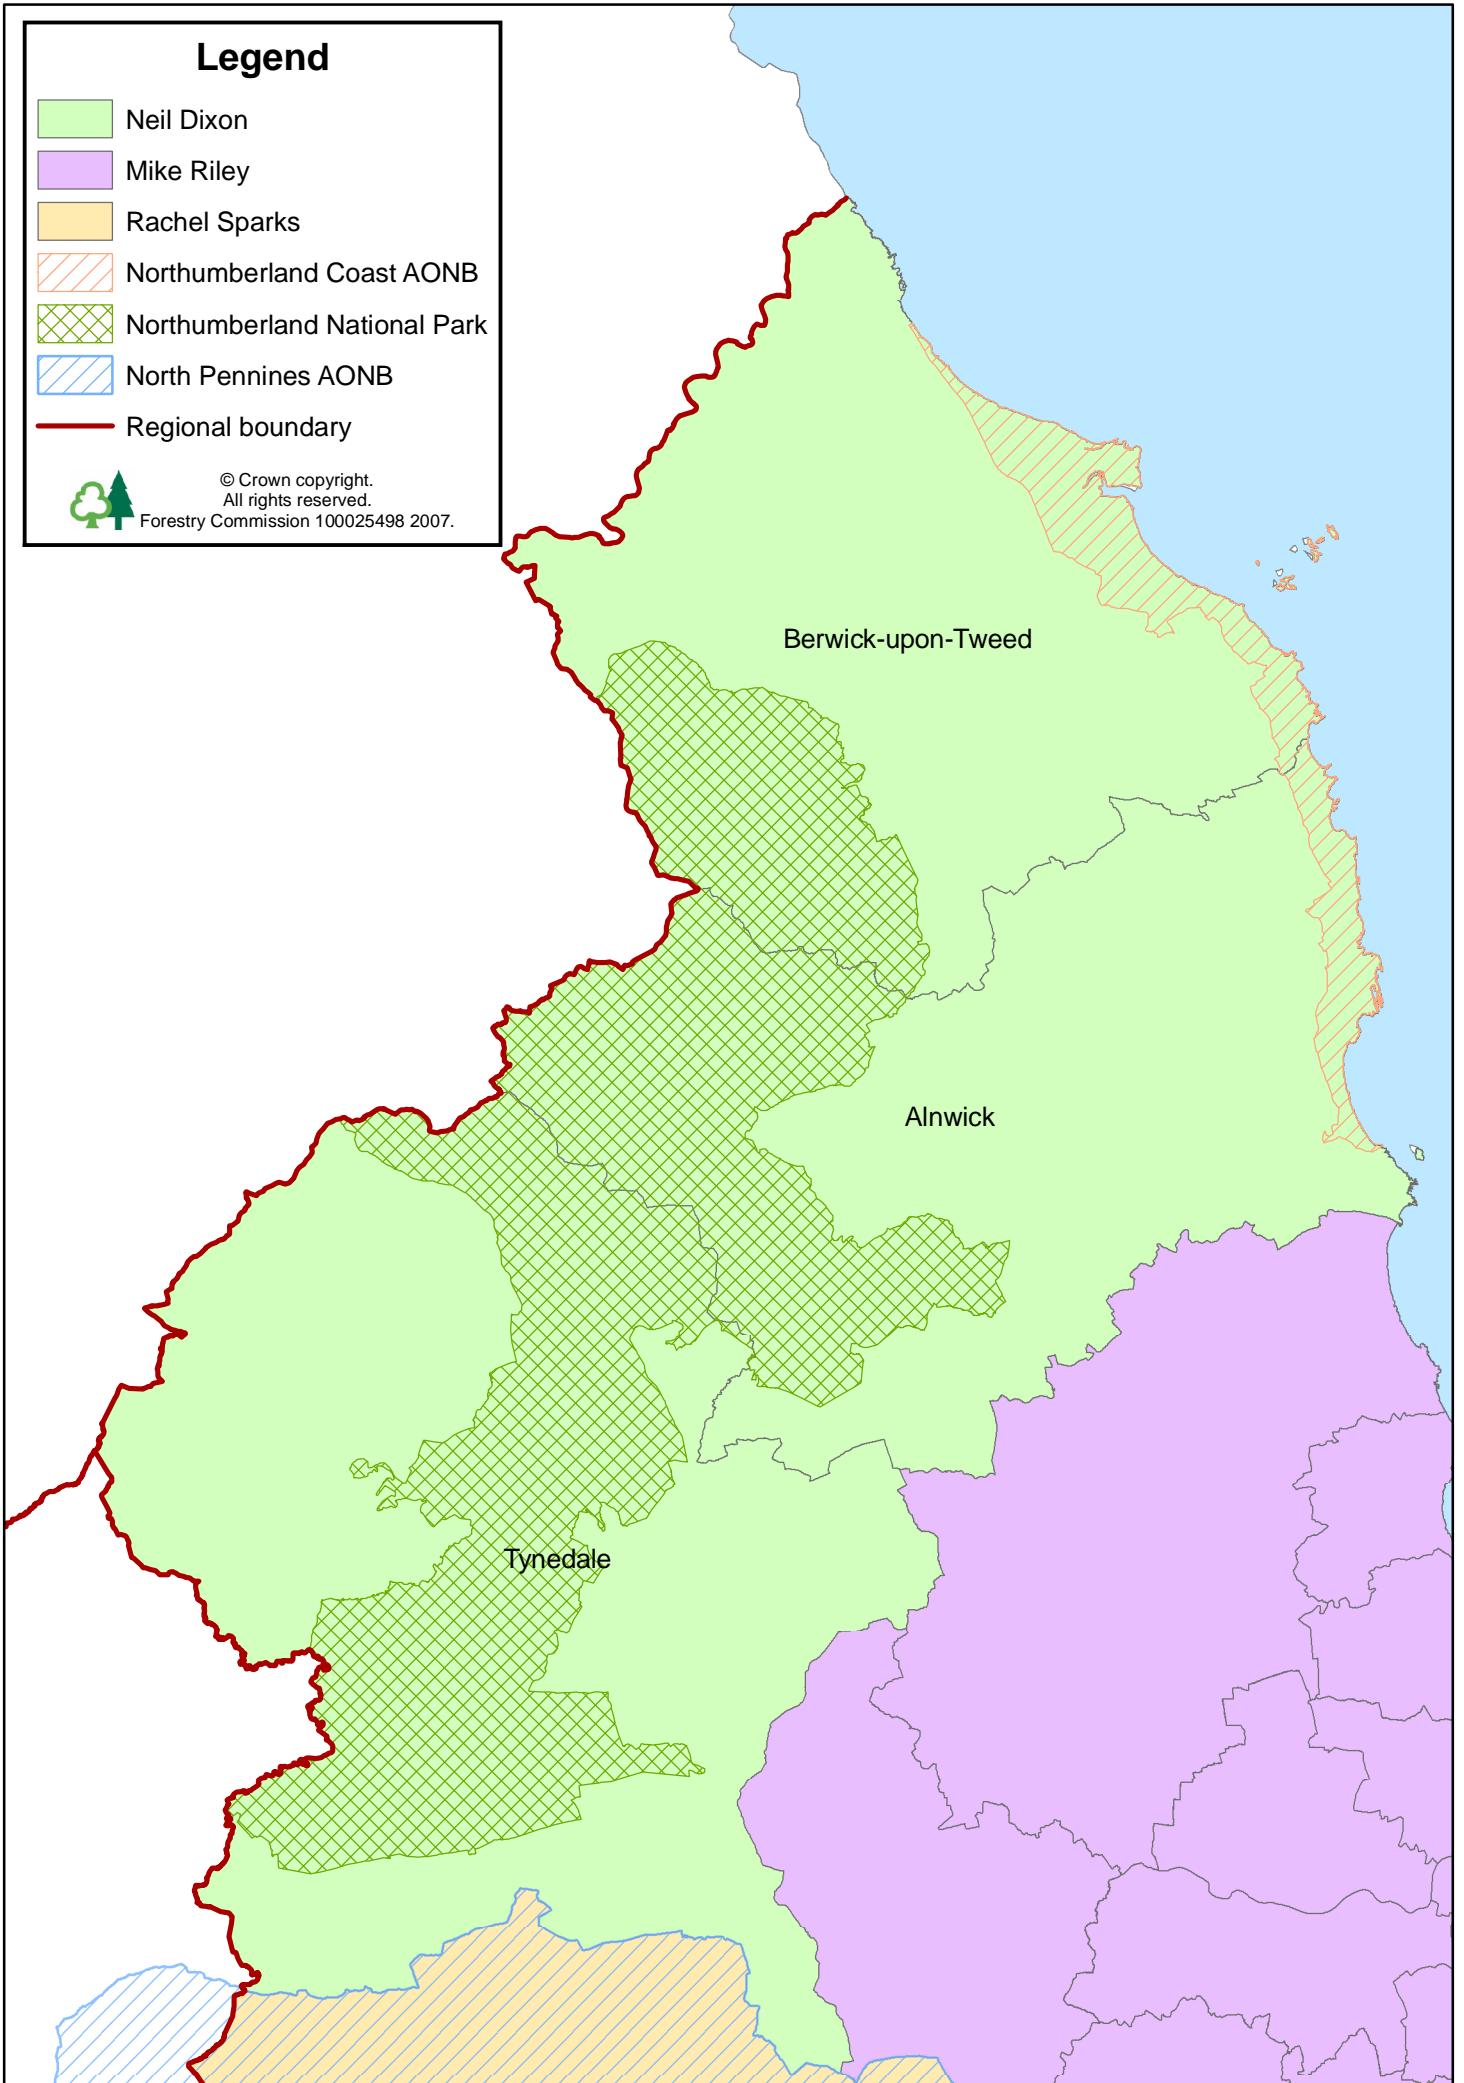 Legend
Neil Dixon
Mike Riley
Rachel Sparks
Northumberland Coast AONB
Northumberland National Park
North Pennines AONB
Regional boundary
© Crown copyright.
All rights reserved.
Forestry Commission 100025498 2007.
Berwick-upon-Tweed
Alnwick
Tynedale